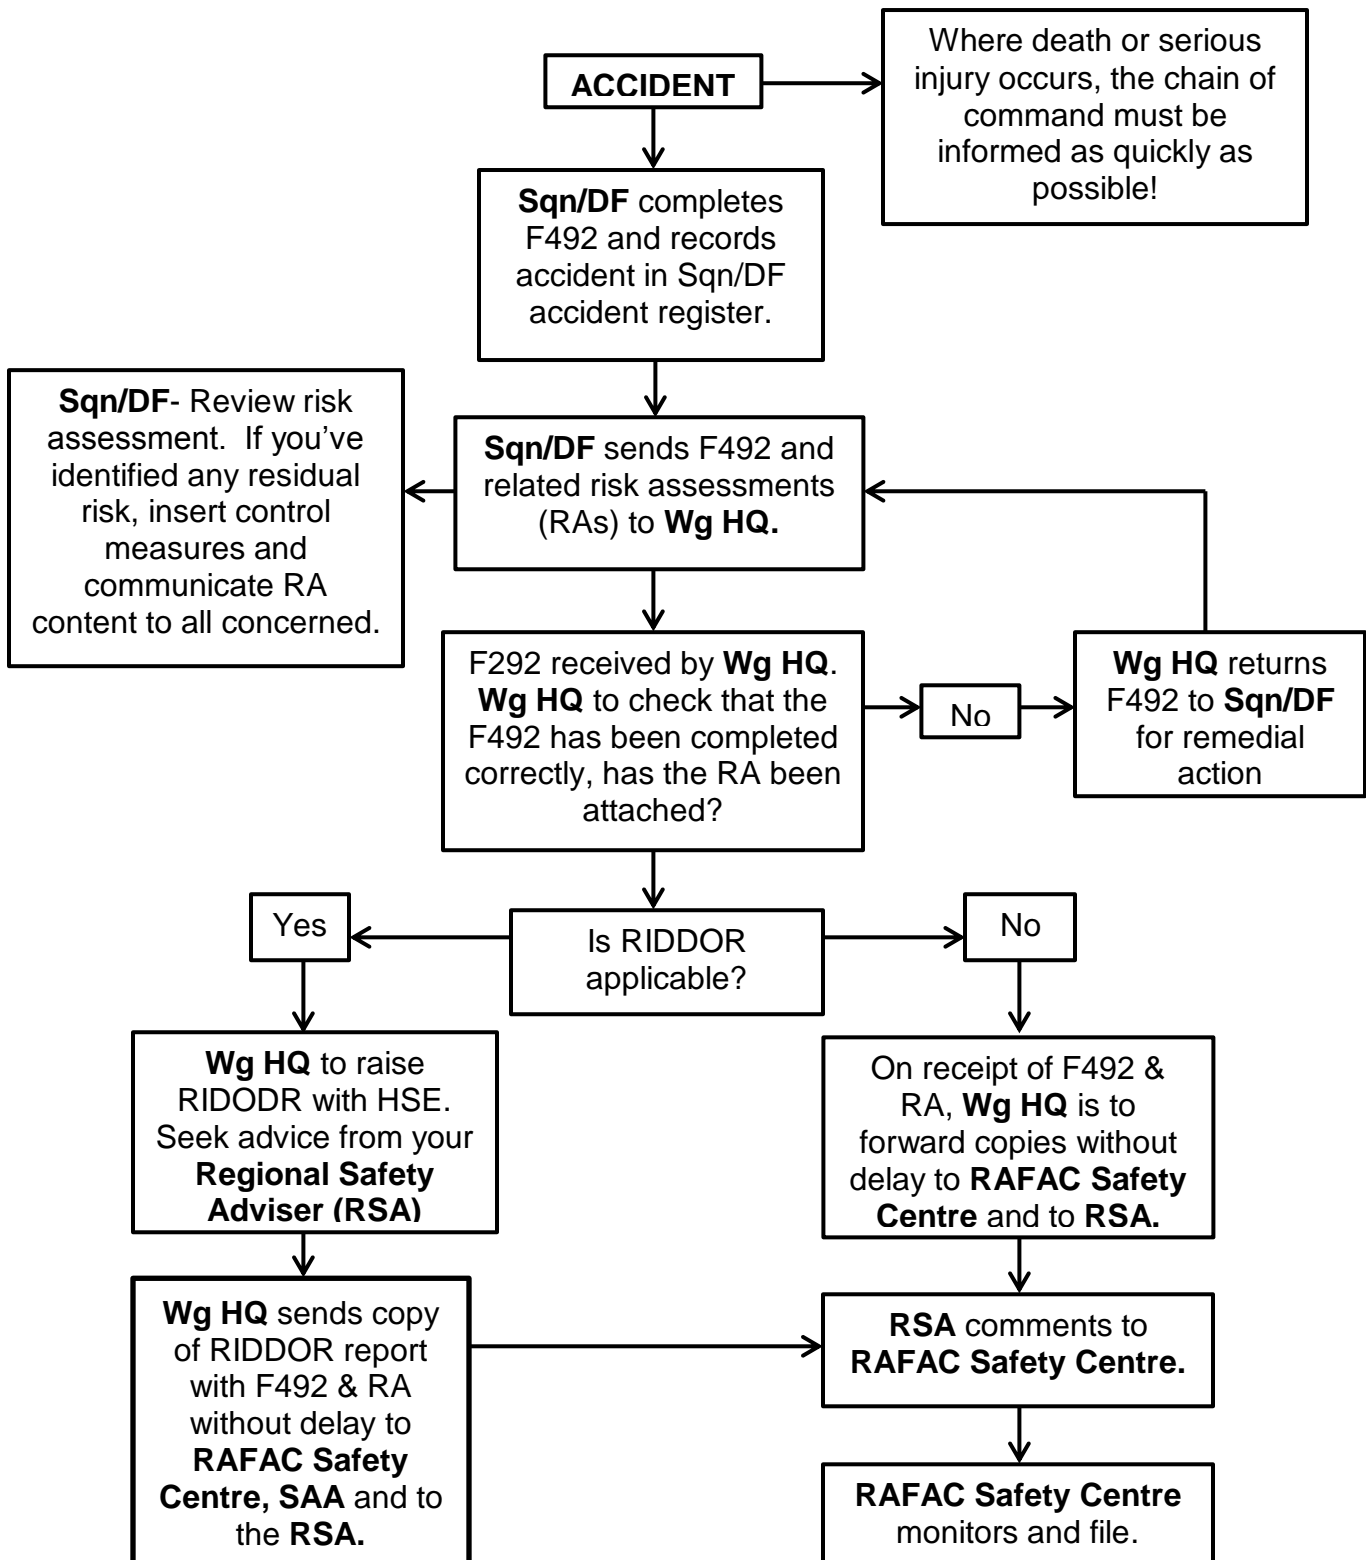 ACCIDENT
Where death or serious
injury occurs, the chain of
command must be
informed as quickly as
possible!
Sqn/DF completes
F492 and records
accident in Sqn/DF
accident register.
Sqn/DF- Review risk
assessment.  If you’ve
identified any residual
risk, insert control
measures and
communicate RA
content to all concerned.
Sqn/DF sends F492 and
related risk assessments
(RAs) to Wg HQ.
F292 received by Wg HQ.
Wg HQ to check that the
F492 has been completed
correctly, has the RA been
attached?
No
Wg HQ returns
F492 to Sqn/DF
for remedial
action
Yes
Is RIDDOR
applicable?
No
Wg HQ to raise
RIDODR with HSE.
Seek advice from your
Regional Safety
Adviser (RSA)
On receipt of F492 &
RA, Wg HQ is to
forward copies without
delay to RAFAC Safety
Centre and to RSA.
Wg HQ sends copy
of RIDDOR report
with F492 & RA
without delay to
RAFAC Safety
Centre, SAA and to
the RSA.
RSA comments to
RAFAC Safety Centre.
RAFAC Safety Centre
monitors and file.